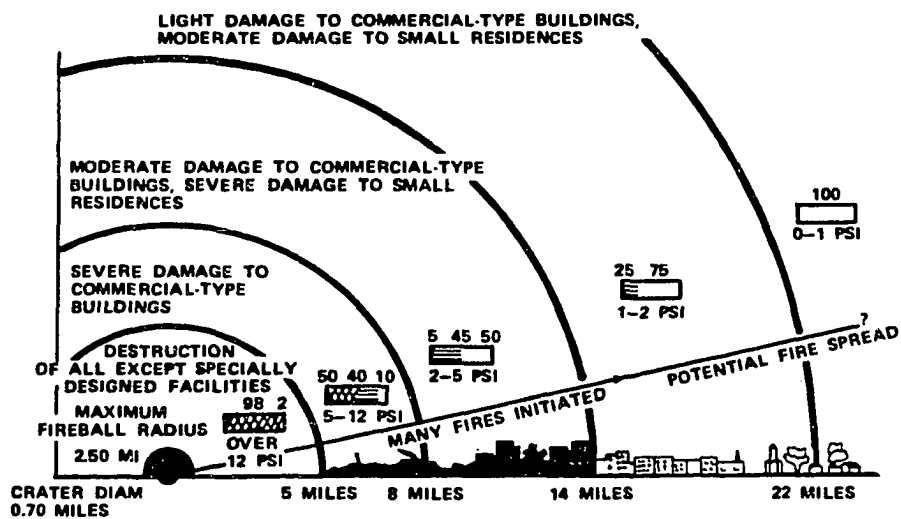 LIGHT DAMAGE TO COMMERCIAL-TYPE BUILDINGS,
MODERATE DAMAGE TO SMALL RESIDENCES
MODERATE DAMAGE TO COMMERCIAL-TYPE
BUILDINGS, SEVERE DAMAGE TO SMALL
RESIDENCES
100
0–1 PSI
SEVERE DAMAGE TO
COMMERCIAL-TYPE
BUILDINGS
25 75
1–2 PSI
5 45 50
2–5 PSI
?
POTENTIAL FIRE SPREAD
DESTRUCTION
OF ALL EXCEPT SPECIALLY
DESIGNED FACILITIES
50 40 10
5–12 PSI
MANY FIRES INITIATED
MAXIMUM
FIREBALL RADIUS
2.50 MI
98 2
OVER
12 PSI
CRATER DIAM
0.70 MILES
5 MILES
8 MILES
14 MILES
22 MILES